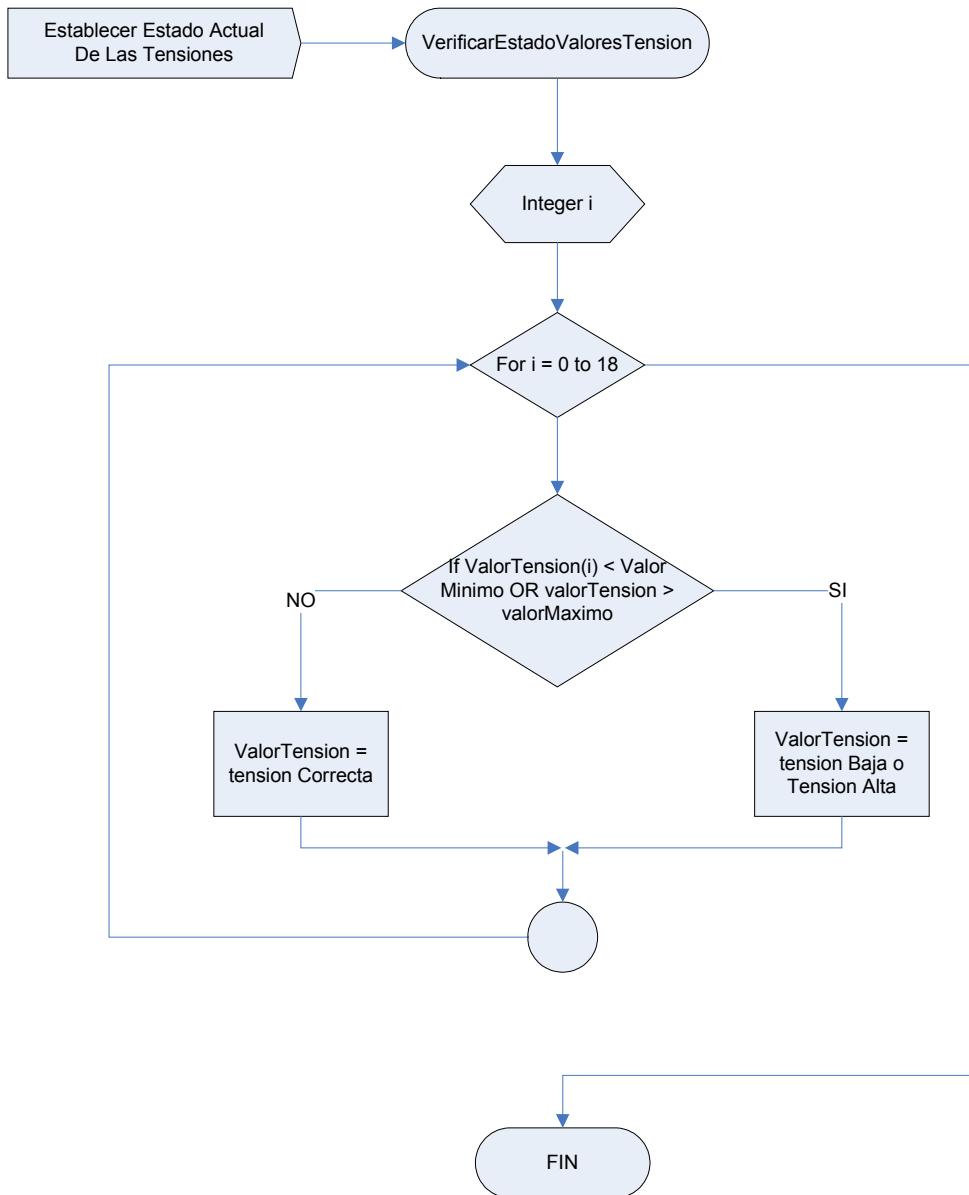 Establecer Estado Actual
De Las Tensiones
VerificarEstadoValoresTension
Integer i
For i = 0 to 18
If ValorTension(i) < Valor
Minimo OR valorTension >
valorMaximo
NO
SI
ValorTension =
tension Correcta
ValorTension =
tension Baja o
Tension Alta
FIN